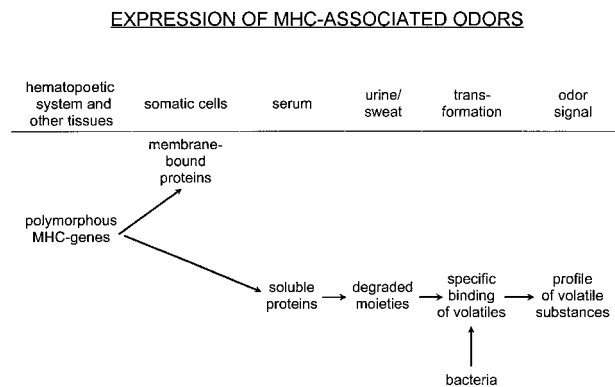 EXPRESSION OF MHC-ASSOCIATED ODORS
hematopoetic
system and
other tissues
somatic cells
serum
urine/
sweat
trans-
formation
odor
signal
membrane-
bound
proteins
polymorphous
MHC-genes
soluble
proteins
degraded
moieties
specific
binding
of volatiles
profile
of volatile
substances
bacteria